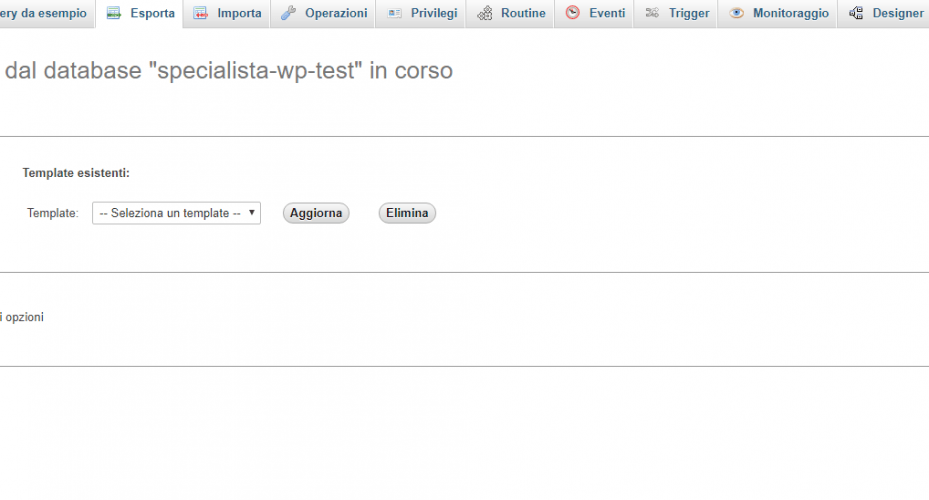 ery da esempio Esporta Importa Operazioni Privilegi Routine Eventi Trigger Monitoraggio Designer
dal database "specialista-wp-test" in corso
Template esistenti:
Template: -- Seleziona un template -- Aggiorna Elimina
i opzioni